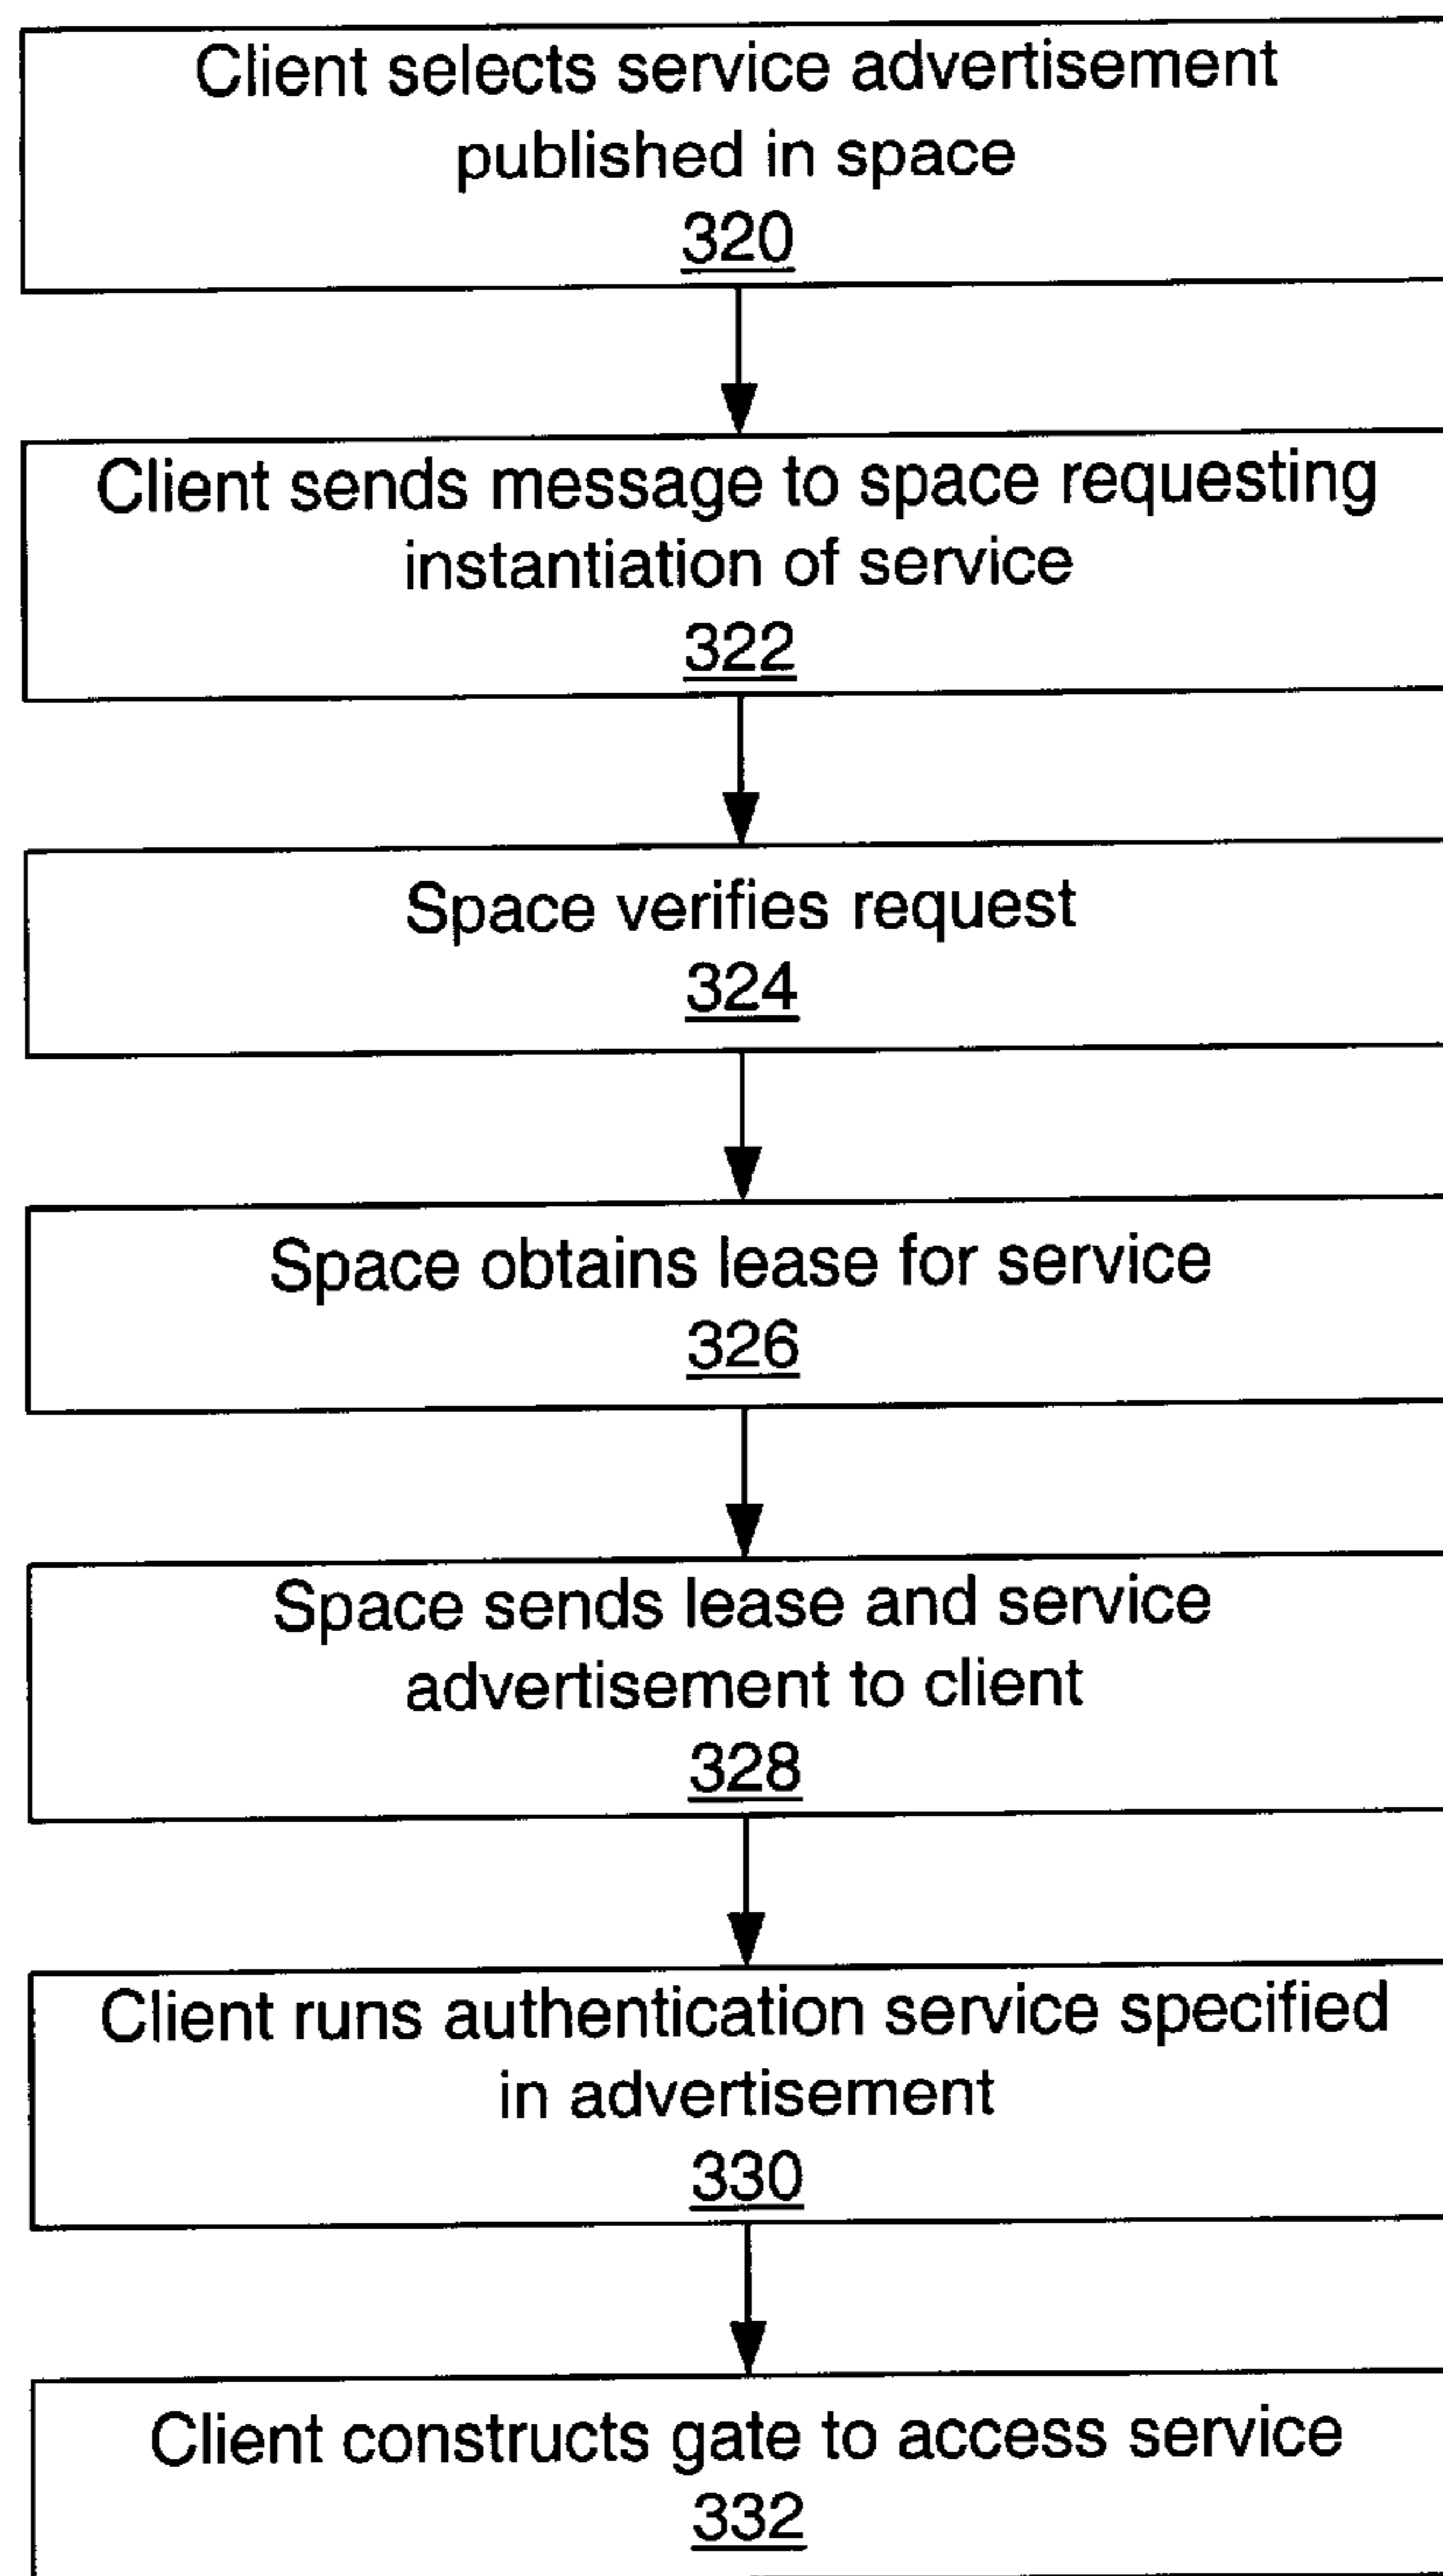 Client selects service advertisement
published in space
320
Client sends message to space requesting
instantiation of service
322
Space verifies request
324
Space obtains lease for service
326
Space sends lease and service
advertisement to client
328
Client runs authentication service specified
in advertisement
330
Client constructs gate to access service
332